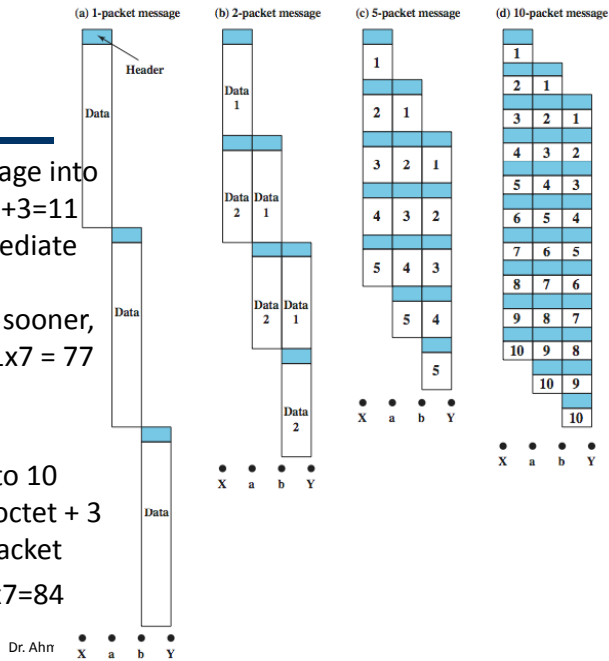 (a) 1-packet message
(b) 2-packet message
(c) 5-packet message
(d) 10-packet message
Header
Data
Data
Data
X a b Y
Data 1
Data 2
Data 1
Data 2
Data 1
Data 2
X a b Y
1
2 1
3 2 1
4 3 2
5 4 3
5 4
5
X a b Y
1
2 1
3 2 1
4 3 2
5 4 3
6 5 4
7 6 5
8 7 6
9 8 7
10 9 8
10 9
10
X a b Y
age into
+3=11
ediate
sooner,
x7 = 77
to 10
octet + 3
acket
x7=84
Dr. Ahm